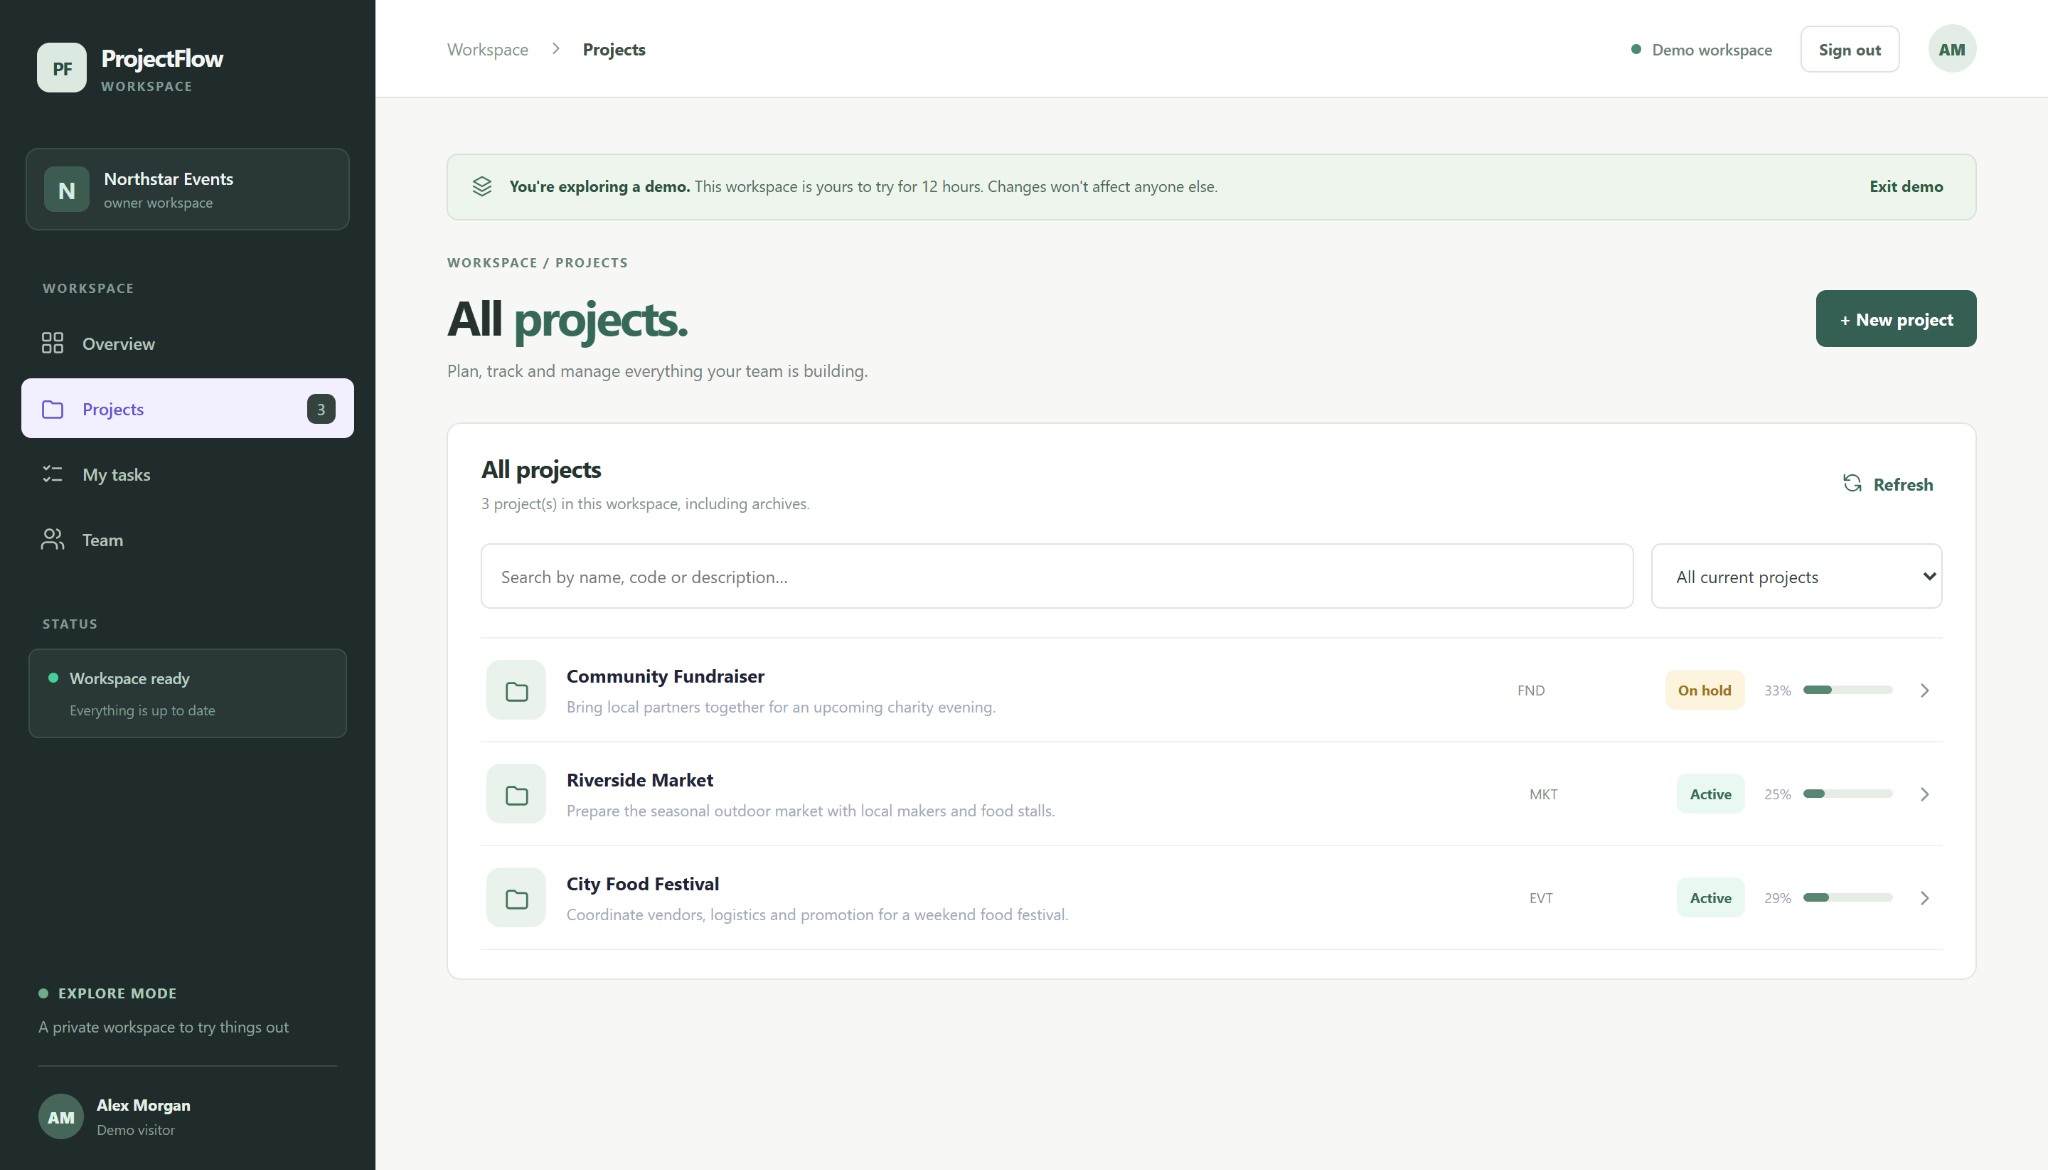 PF
ProjectFlow
WORKSPACE
N
Northstar Events
owner workspace
WORKSPACE
Overview
Projects
3
My tasks
Team
STATUS
Workspace ready
Everything is up to date
EXPLORE MODE
A private workspace to try things out
AM
Alex Morgan
Demo visitor
Workspace > Projects
Demo workspace
Sign out
AM
You're exploring a demo. This workspace is yours to try for 12 hours. Changes won't affect anyone else.
Exit demo
WORKSPACE / PROJECTS
All projects.
Plan, track and manage everything your team is building.
+ New project
All projects
3 project(s) in this workspace, including archives.
Refresh
Search by name, code or description...
All current projects
Community Fundraiser
Bring local partners together for an upcoming charity evening.
FND
On hold
33%
Riverside Market
Prepare the seasonal outdoor market with local makers and food stalls.
MKT
Active
25%
City Food Festival
Coordinate vendors, logistics and promotion for a weekend food festival.
EVT
Active
29%